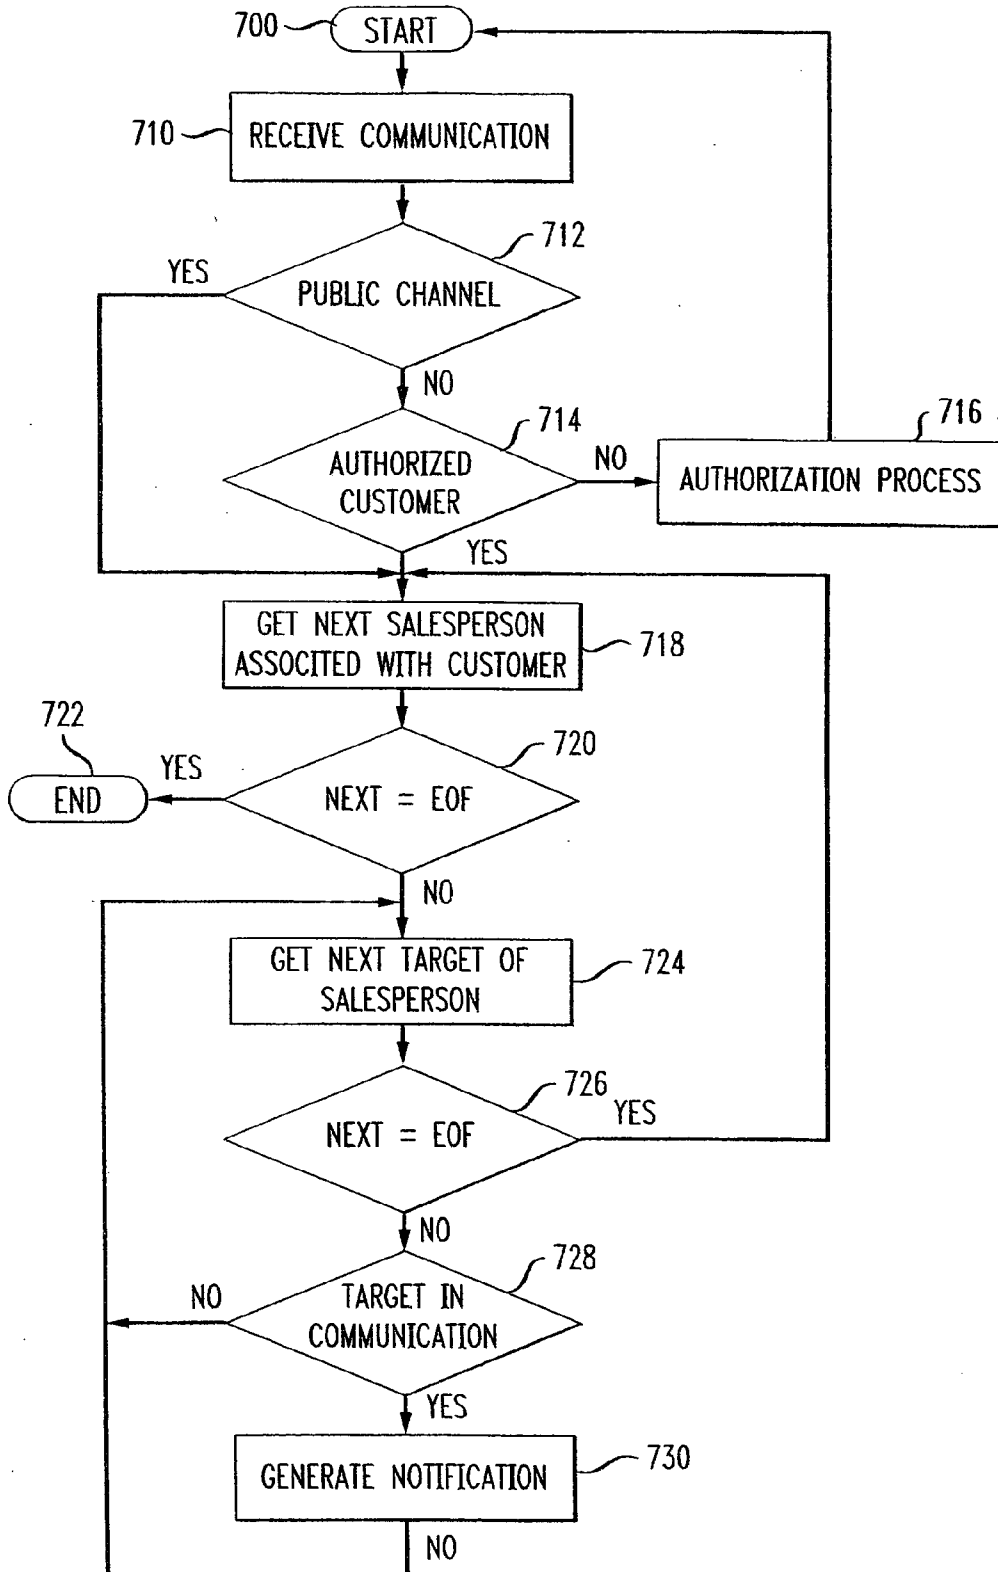 700
START
710
RECEIVE COMMUNICATION
712
YES
PUBLIC CHANNEL
NO
714
AUTHORIZED
CUSTOMER
NO
716
AUTHORIZATION PROCESS
YES
GET NEXT SALESPERSON
ASSOCITED WITH CUSTOMER
718
722
END
YES
720
NEXT = EOF
NO
GET NEXT TARGET OF
SALESPERSON
724
726
NEXT = EOF
YES
NO
728
NO
TARGET IN
COMMUNICATION
YES
GENERATE NOTIFICATION
730
NO